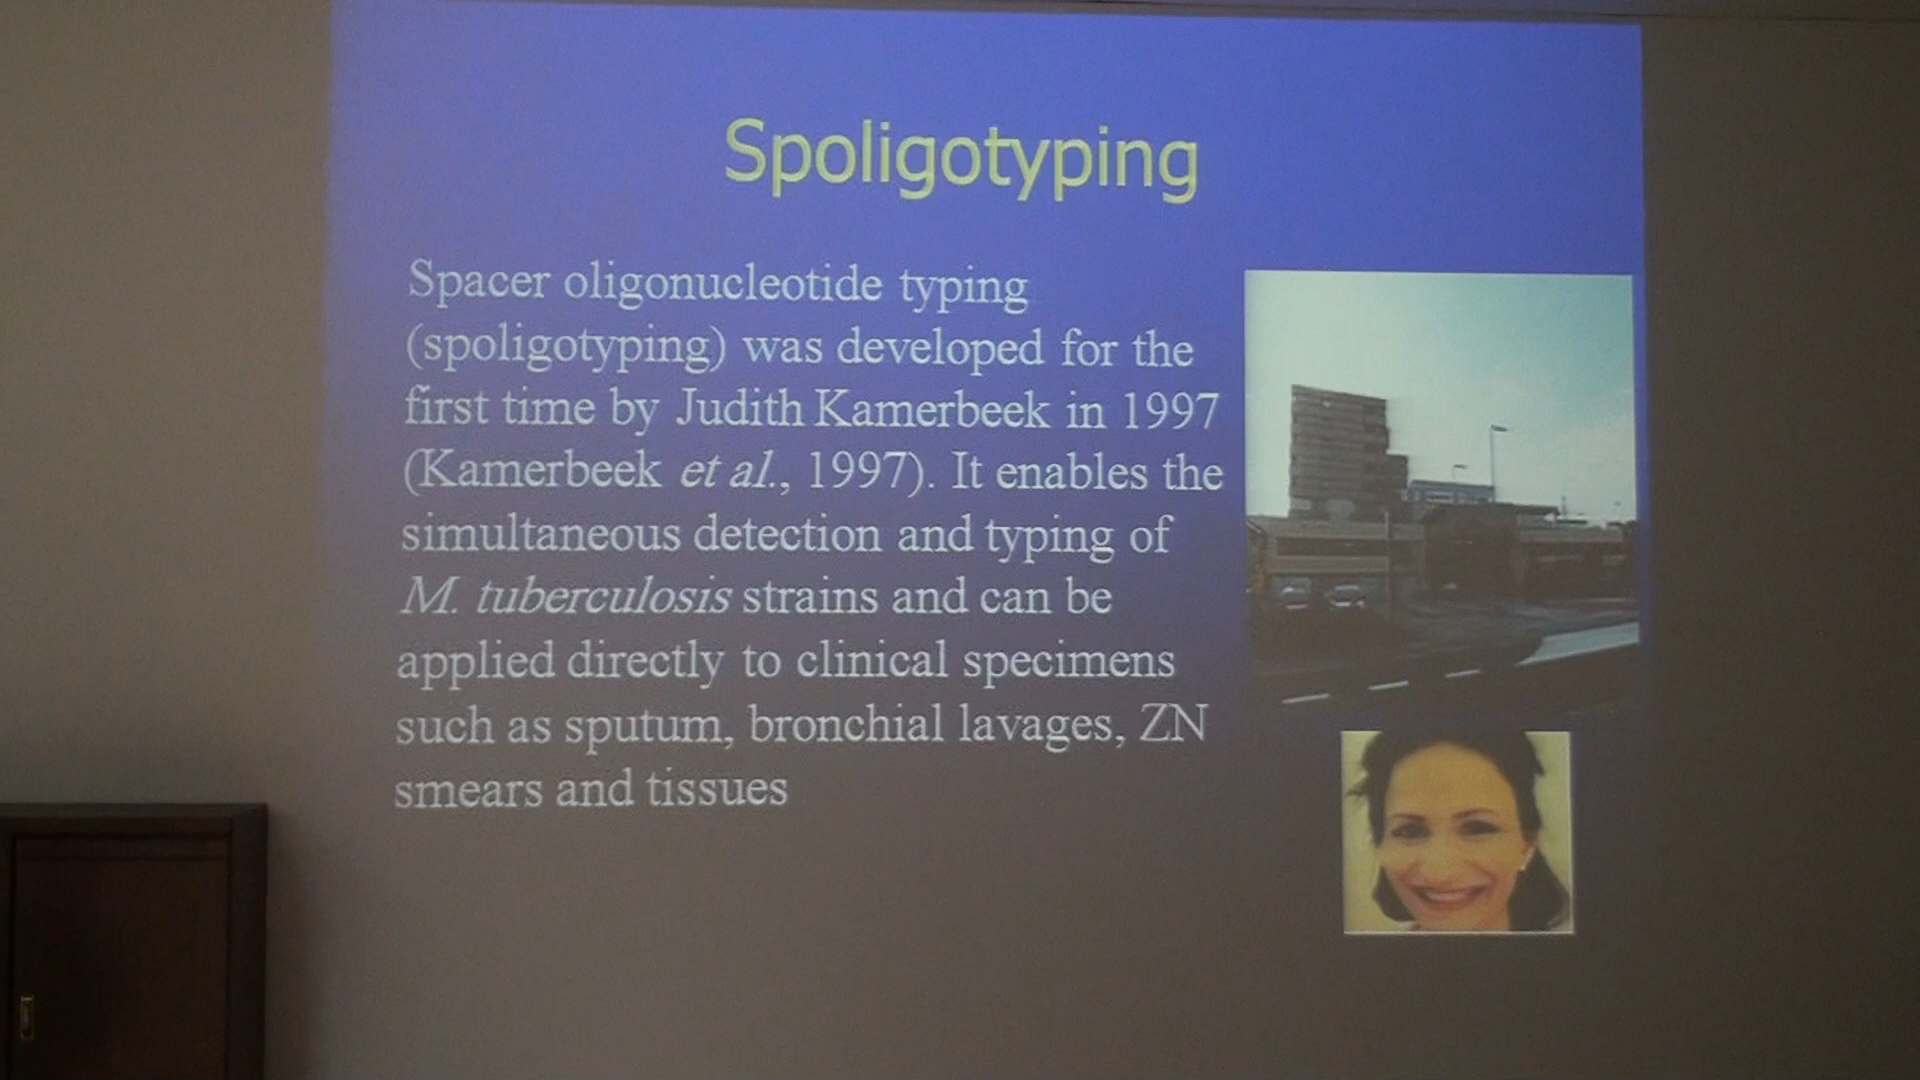 Spoligotyping
Spacer oligonucleotide typing
(spoligotyping) was developed for the
first time by Judith Kamerbeek in 1997
(Kamerbeek et al., 1997). It enables the
simultaneous detection and typing of
M. tuberculosis strains and can be
applied directly to clinical specimens
such as sputum, bronchial lavages, ZN
smears and tissues